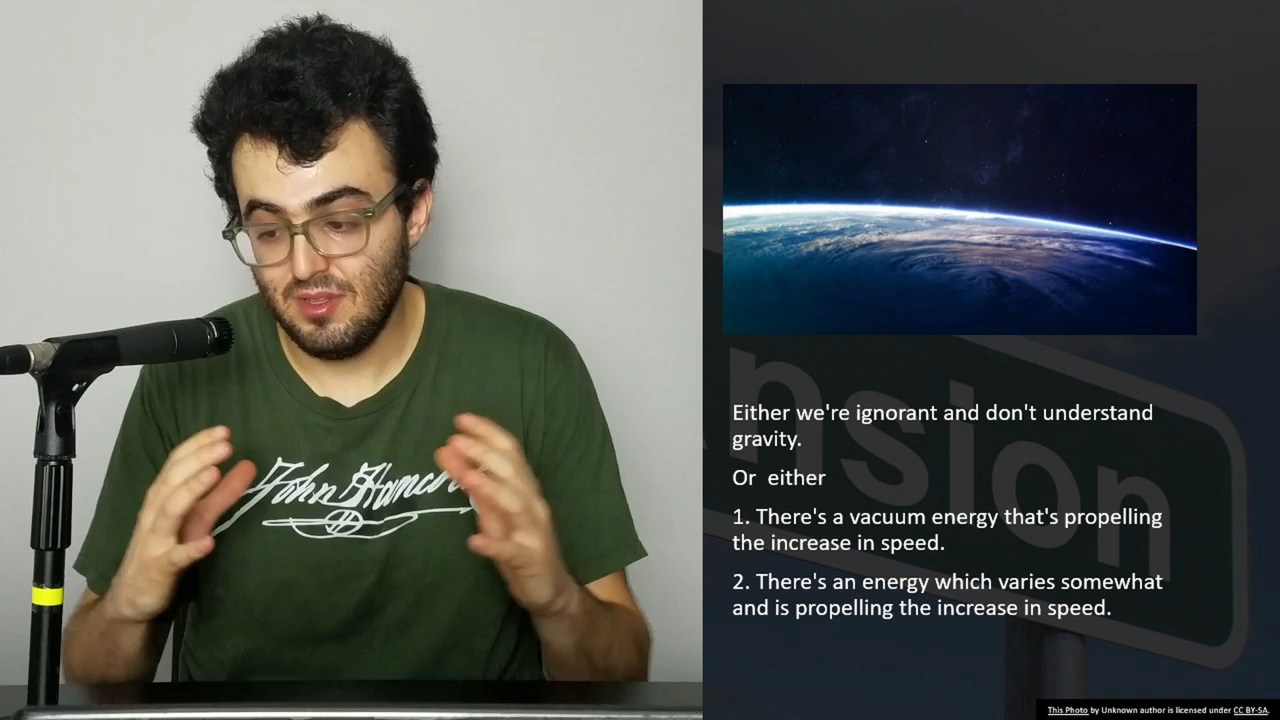 John Hancock
nsion
Either we're ignorant and don't understand
gravity.
Or either
1. There's a vacuum energy that's propelling
the increase in speed.
2. There's an energy which varies somewhat
and is propelling the increase in speed.
This Photo by Unknown author is licensed under CC BY-SA.